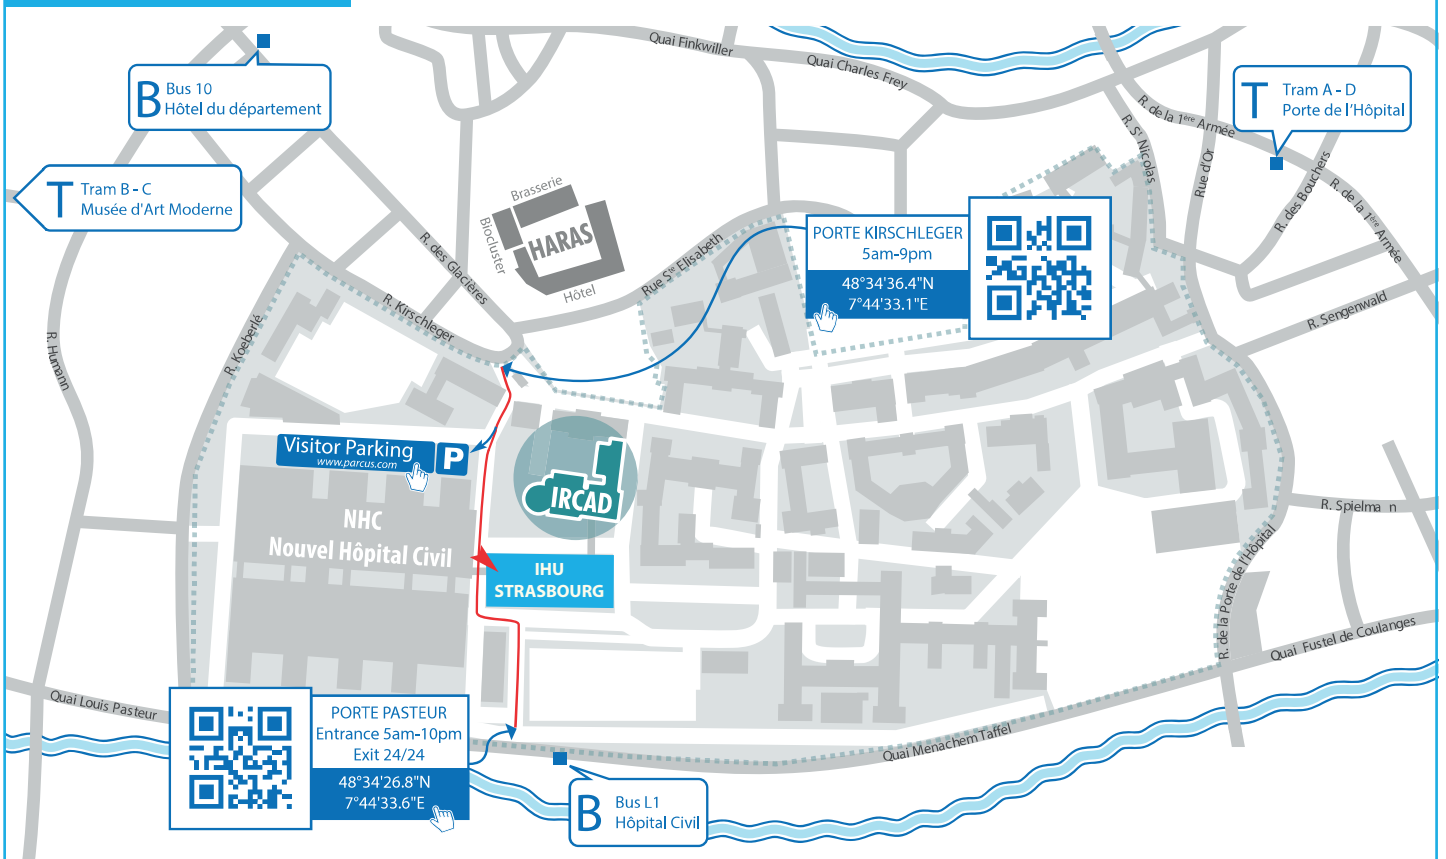 Quai Finkwiller
Quai Charles Frey
B Bus 10
Hôtel du département
T Tram A - D
Porte de l'Hôpital
R. de la 1ère Armée
R. St Nicolas
Rue d'Or
R. des Bouchers
R. de la 1ère Armée
T Tram B - C
Musée d'Art Moderne
Brasserie
Biocluster
HARAS
Hôtel
R. des Glacières
Rue Ste Elisabeth
PORTE KIRSCHLEGER
5am-9pm
48°34'36.4"N
7°44'33.1"E
R. Kirschleger
R. Koeberlé
R. Humann
R. Sengenwald
Visitor Parking P
www.parcus.com
IRCAD
NHC
Nouvel Hôpital Civil
IHU
STRASBOURG
R. Spielma n
R. de la Porte de l'Hôpital
Quai Fustel de Coulanges
Quai Louis Pasteur
PORTE PASTEUR
Entrance 5am-10pm
Exit 24/24
48°34'26.8"N
7°44'33.6"E
Quai Menachem Taffel
B Bus L1
Hôpital Civil